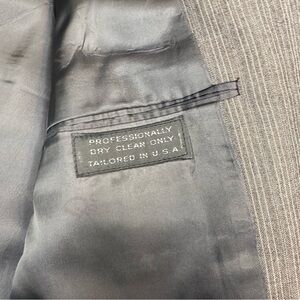 PROFESSIONALLY
DRY CLEAN ONLY
TAILORED IN U.S.A.